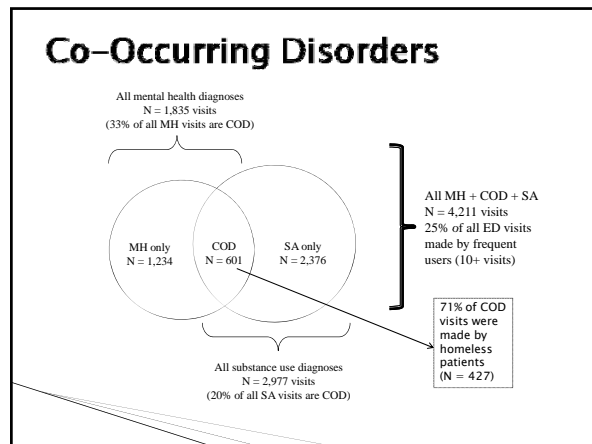 Co-Occurring Disorders
All mental health diagnoses
N = 1,835 visits
(33% of all MH visits are COD)
MH only
N = 1,234
COD
N = 601
SA only
N = 2,376
All MH + COD + SA
N = 4,211 visits
25% of all ED visits
made by frequent
users (10+ visits)
71% of COD
visits were
made by
homeless
patients
(N = 427)
All substance use diagnoses
N = 2,977 visits
(20% of all SA visits are COD)